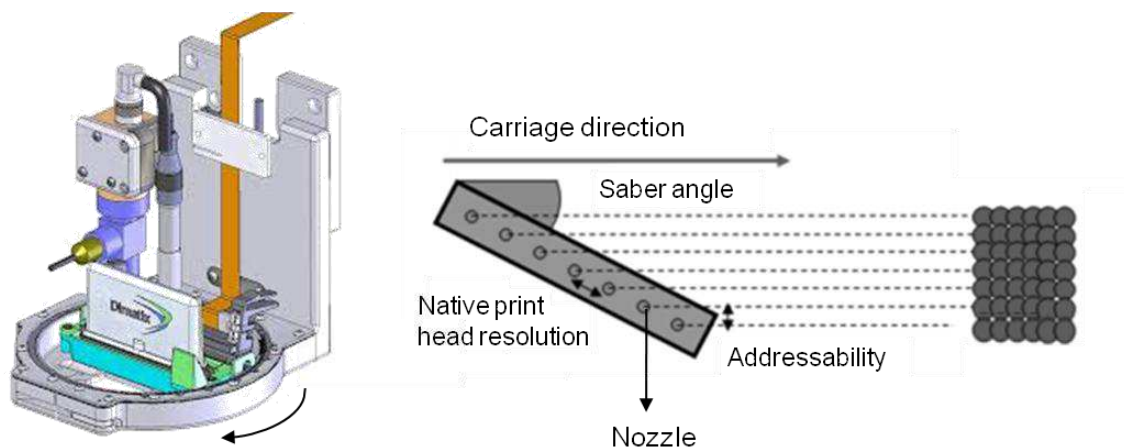 Dimatix
Carriage direction
Saber angle
Native print
head resolution
Addressability
Nozzle